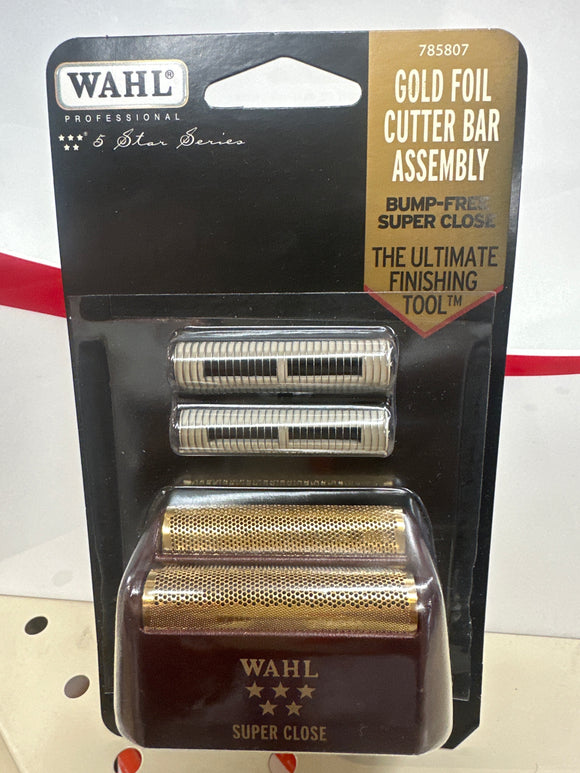 785807
WAHL®
PROFESSIONAL
5 Star Series
GOLD FOIL
CUTTER BAR
ASSEMBLY
BUMP-FREE
SUPER CLOSE
THE ULTIMATE
FINISHING
TOOL™
WAHL
SUPER CLOSE